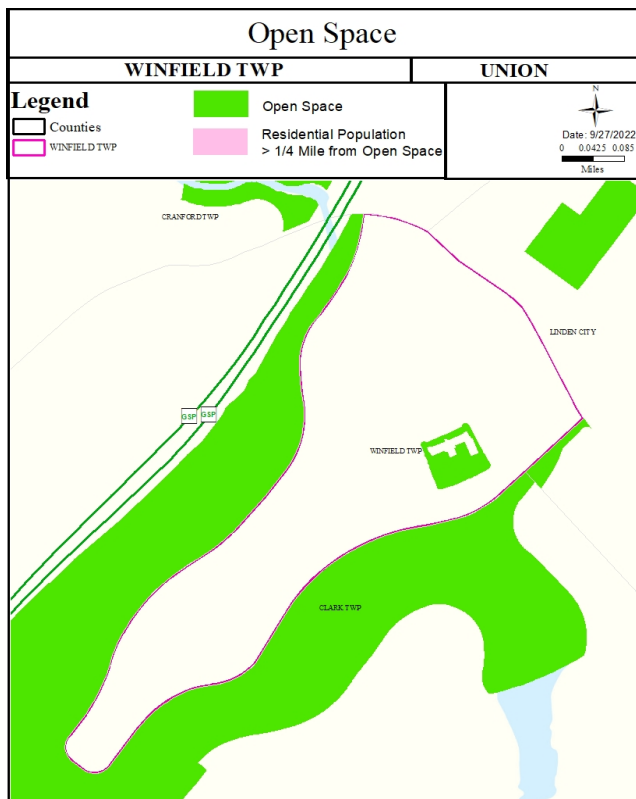 Open Space
WINFIELD TWP
UNION
Legend
Counties
WINFIELD TWP
Open Space
Residential Population
> 1/4 Mile from Open Space
N
Date: 9/27/2022
0 0.0425 0.085
Miles
CRANFORD TWP
LINDEN CITY
GSP
GSP
WINFIELD TWP
CLARK TWP